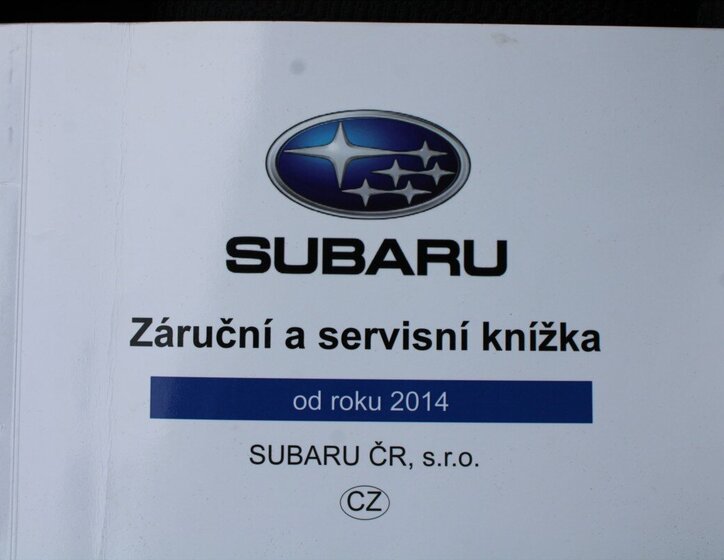 SUBARU
Záruční a servisní knížka
od roku 2014
SUBARU ČR, s.r.o.
CZ